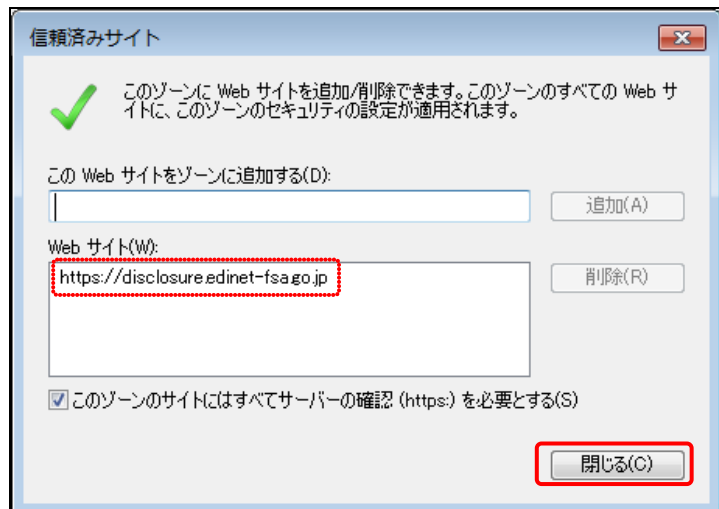 信頼済みサイト
このゾーンに Web サイトを追加/削除できます。このゾーンのすべての Web サ
イトに、このゾーンのセキュリティの設定が適用されます。
この Web サイトをゾーンに追加する(D):
追加(A)
Web サイト(W):
https://disclosure.edinet-fsa.go.jp
削除(R)
このゾーンのサイトにはすべてサーバーの確認 (https:) を必要とする(S)
閉じる(C)